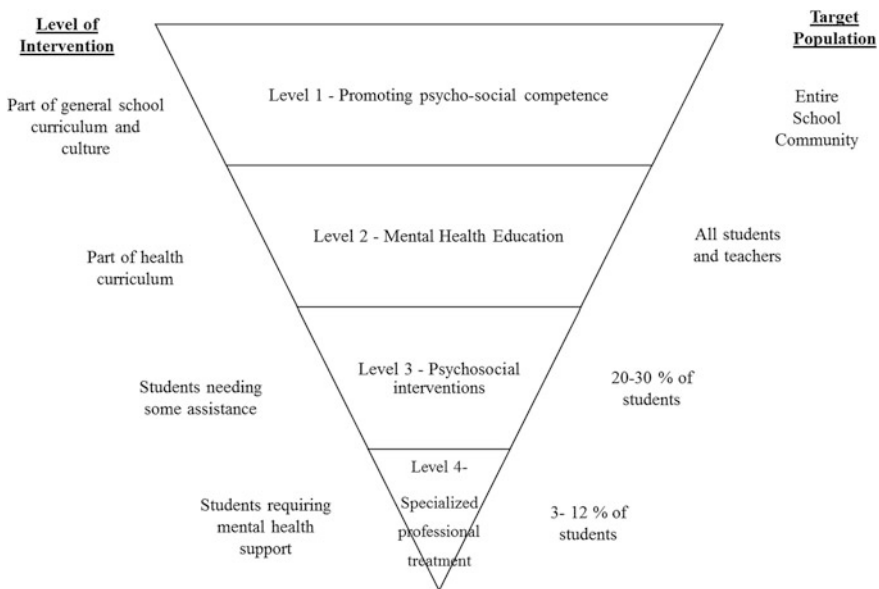 Level of
Intervention
Target
Population
Level 1 - Promoting psycho-social competence
Part of general school
curriculum and
culture
Entire
School
Community
Level 2 - Mental Health Education
Part of health
curriculum
All students
and teachers
Level 3 - Psychosocial
interventions
Students needing
some assistance
20-30 % of
students
Level 4-
Specialized
professional
treatment
Students requiring
mental health
support
3- 12 % of
students